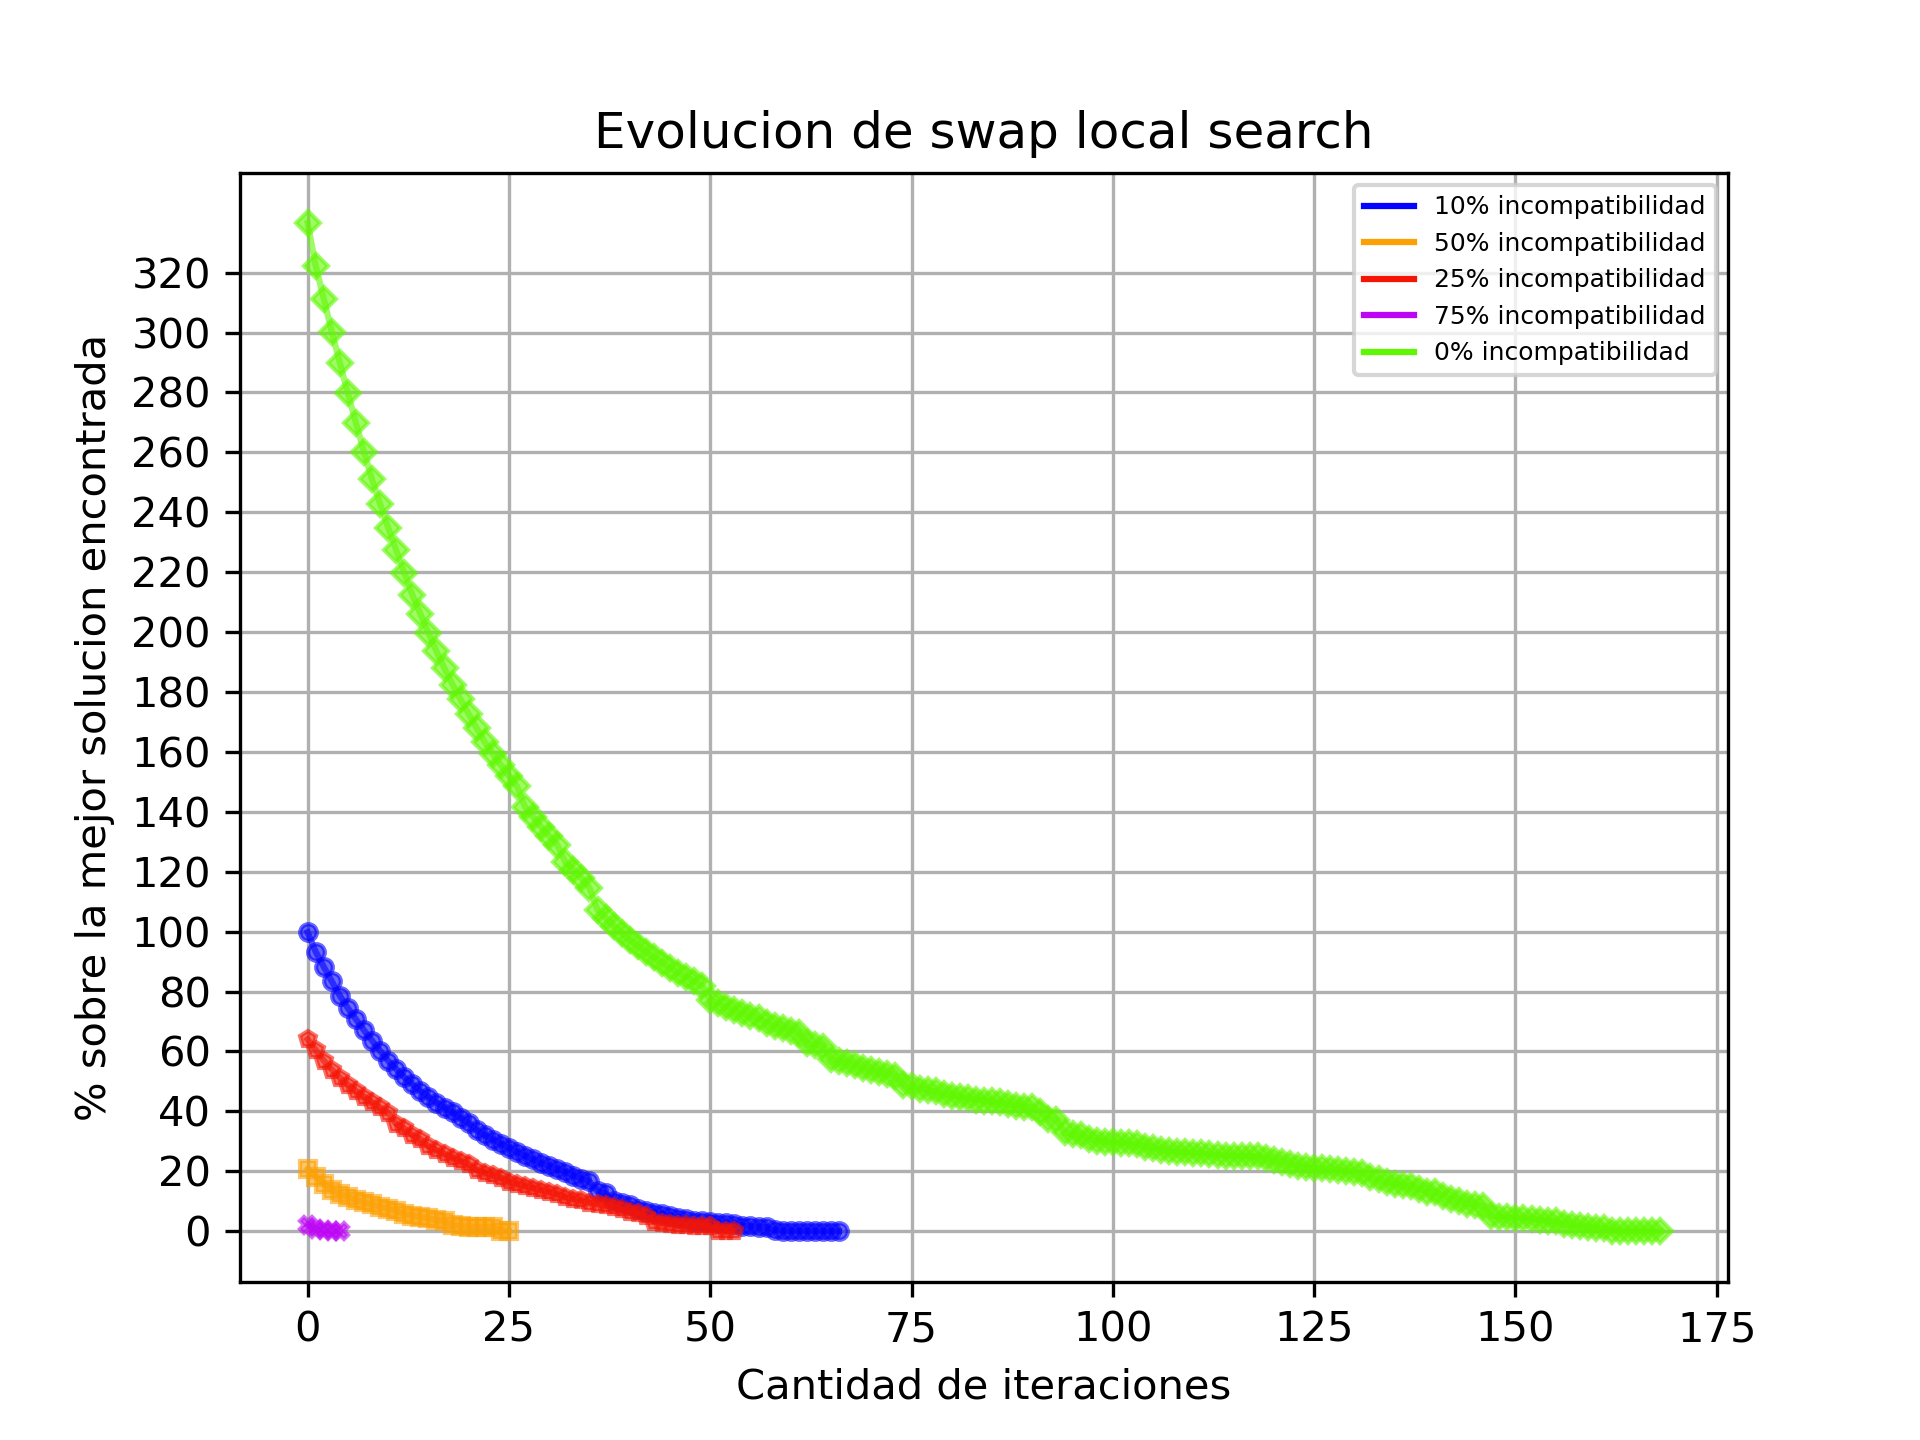 Evolucion de swap local search
10% incompatibilidad
50% incompatibilidad
25% incompatibilidad
75% incompatibilidad
0% incompatibilidad
% sobre la mejor solucion encontrada
320
300
280
260
240
220
200
180
160
140
120
100
80
60
40
20
0
0 25 50 75 100 125 150 175
Cantidad de iteraciones